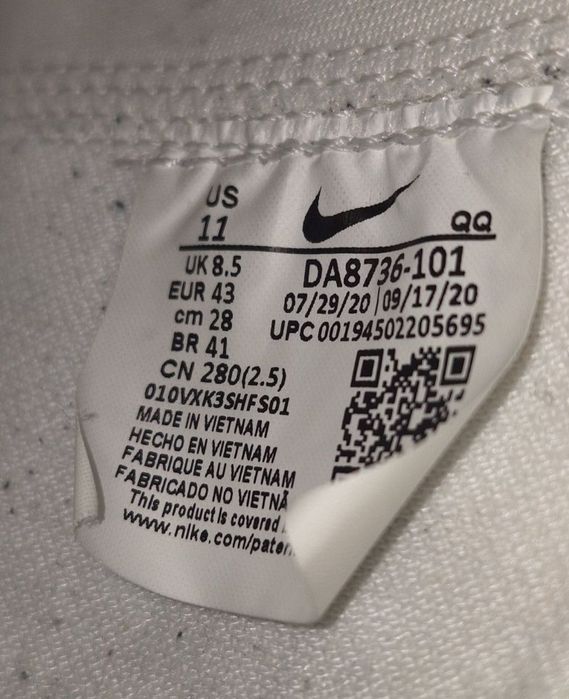 US
11
QQ
UK 8.5
EUR 43
cm 28
BR 41
CN 280(2.5)
010VXK3SHFS01
MADE IN VIETNAM
HECHO EN VIETNAM
FABRIQUE AU VIETNAM
FABRICADO NO VIETNA
This product is covered
www.nike.com/paten
DA8736-101
07/29/20 | 09/17/20
UPC 00194502205695